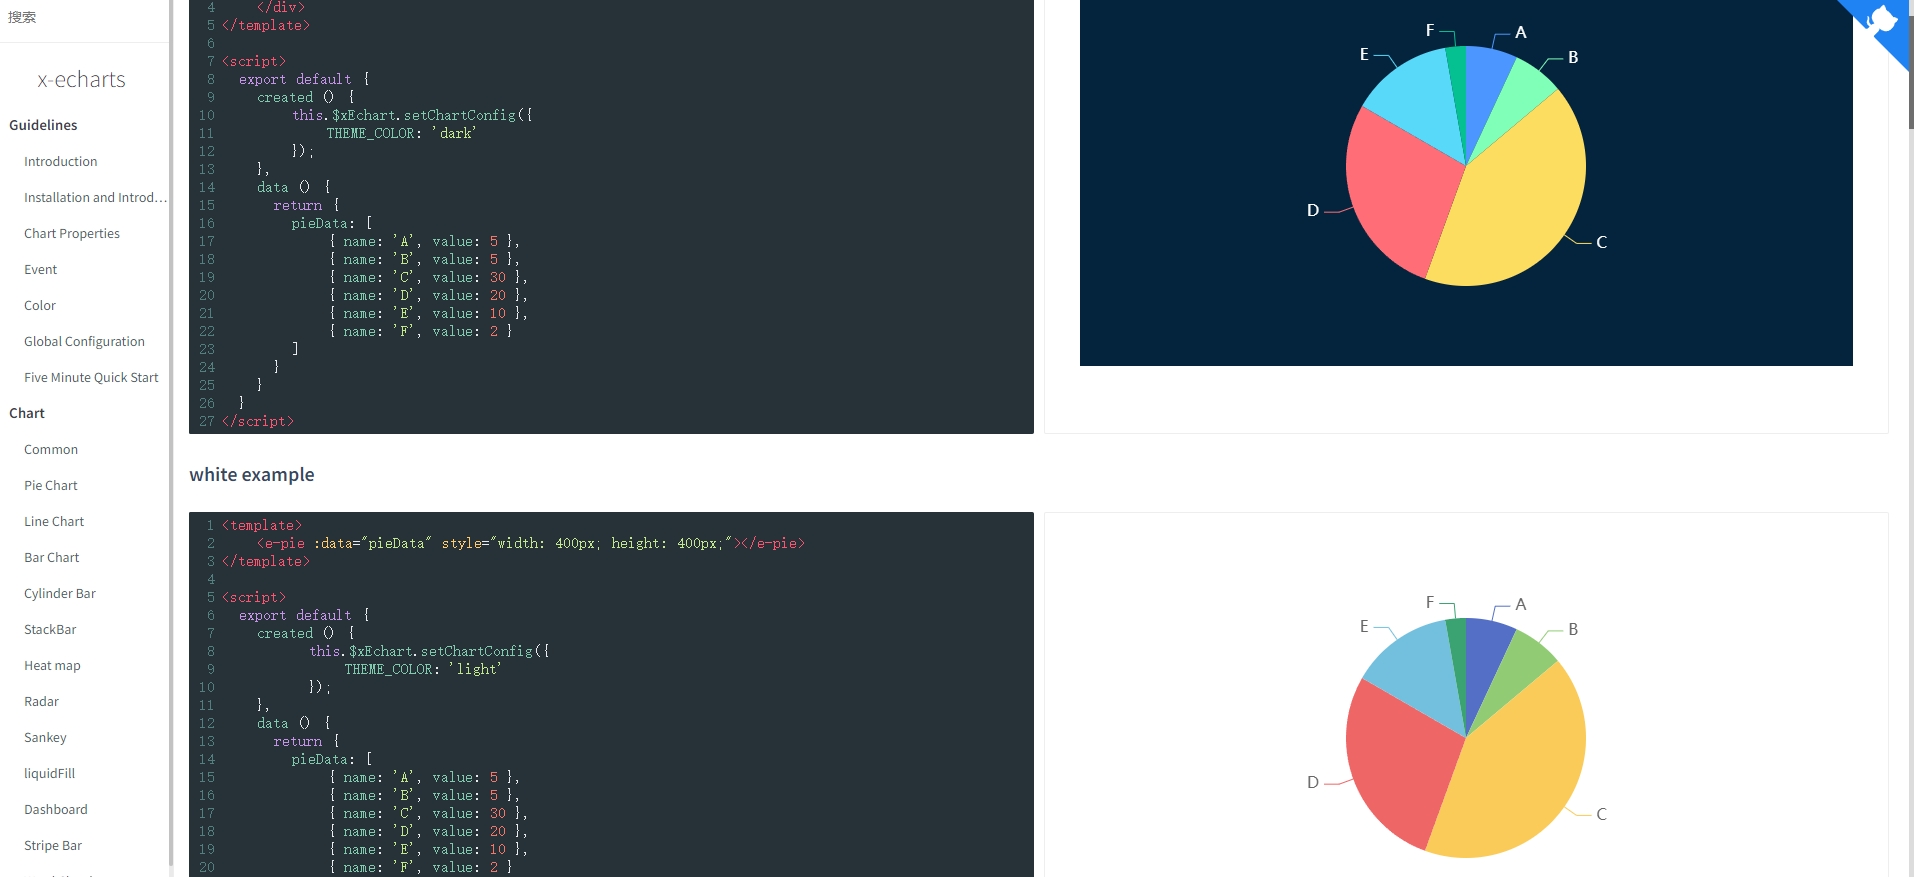 搜索
x-echarts
Guidelines
Introduction
Installation and Introd...
Chart Properties
Event
Color
Global Configuration
Five Minute Quick Start
Chart
Common
Pie Chart
Line Chart
Bar Chart
Cylinder Bar
StackBar
Heat map
Radar
Sankey
liquidFill
Dashboard
Stripe Bar
4 </div>
5 </template>
6
7 <script>
8 export default {
9 created () {
10 this.$xEchart.setChartConfig({
11 THEME_COLOR: 'dark'
12 });
13 },
14 data () {
15 return {
16 pieData: [
17 { name: 'A', value: 5 },
18 { name: 'B', value: 5 },
19 { name: 'C', value: 30 },
20 { name: 'D', value: 20 },
21 { name: 'E', value: 10 },
22 { name: 'F', value: 2 }
23 ]
24 }
25 }
26 }
27 </script>
F
A
E
B
D
C
white example
1 <template>
2 <e-pie :data="pieData" style="width: 400px; height: 400px;"></e-pie>
3 </template>
4
5 <script>
6 export default {
7 created () {
8 this.$xEchart.setChartConfig({
9 THEME_COLOR: 'light'
10 });
11 },
12 data () {
13 return {
14 pieData: [
15 { name: 'A', value: 5 },
16 { name: 'B', value: 5 },
17 { name: 'C', value: 30 },
18 { name: 'D', value: 20 },
19 { name: 'E', value: 10 },
20 { name: 'F', value: 2 }
F
A
E
B
D
C